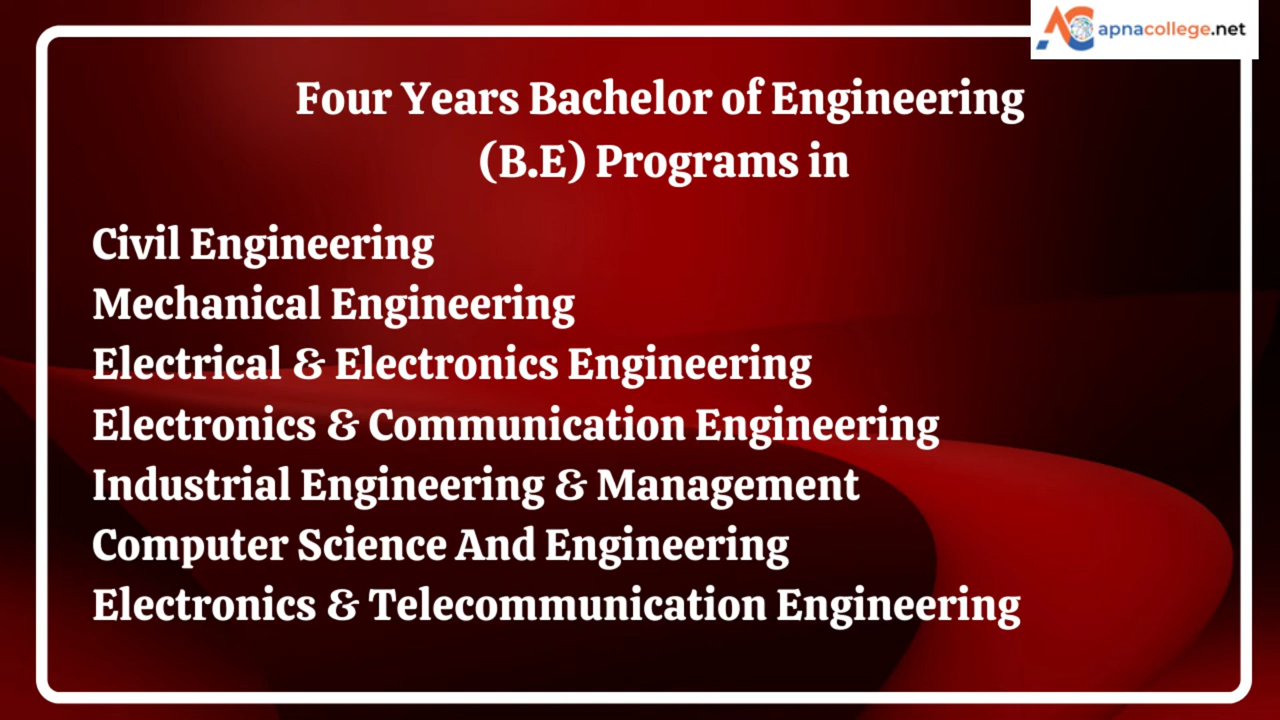 apnacollege.net
Four Years Bachelor of Engineering
(B.E) Programs in
Civil Engineering
Mechanical Engineering
Electrical & Electronics Engineering
Electronics & Communication Engineering
Industrial Engineering & Management
Computer Science And Engineering
Electronics & Telecommunication Engineering